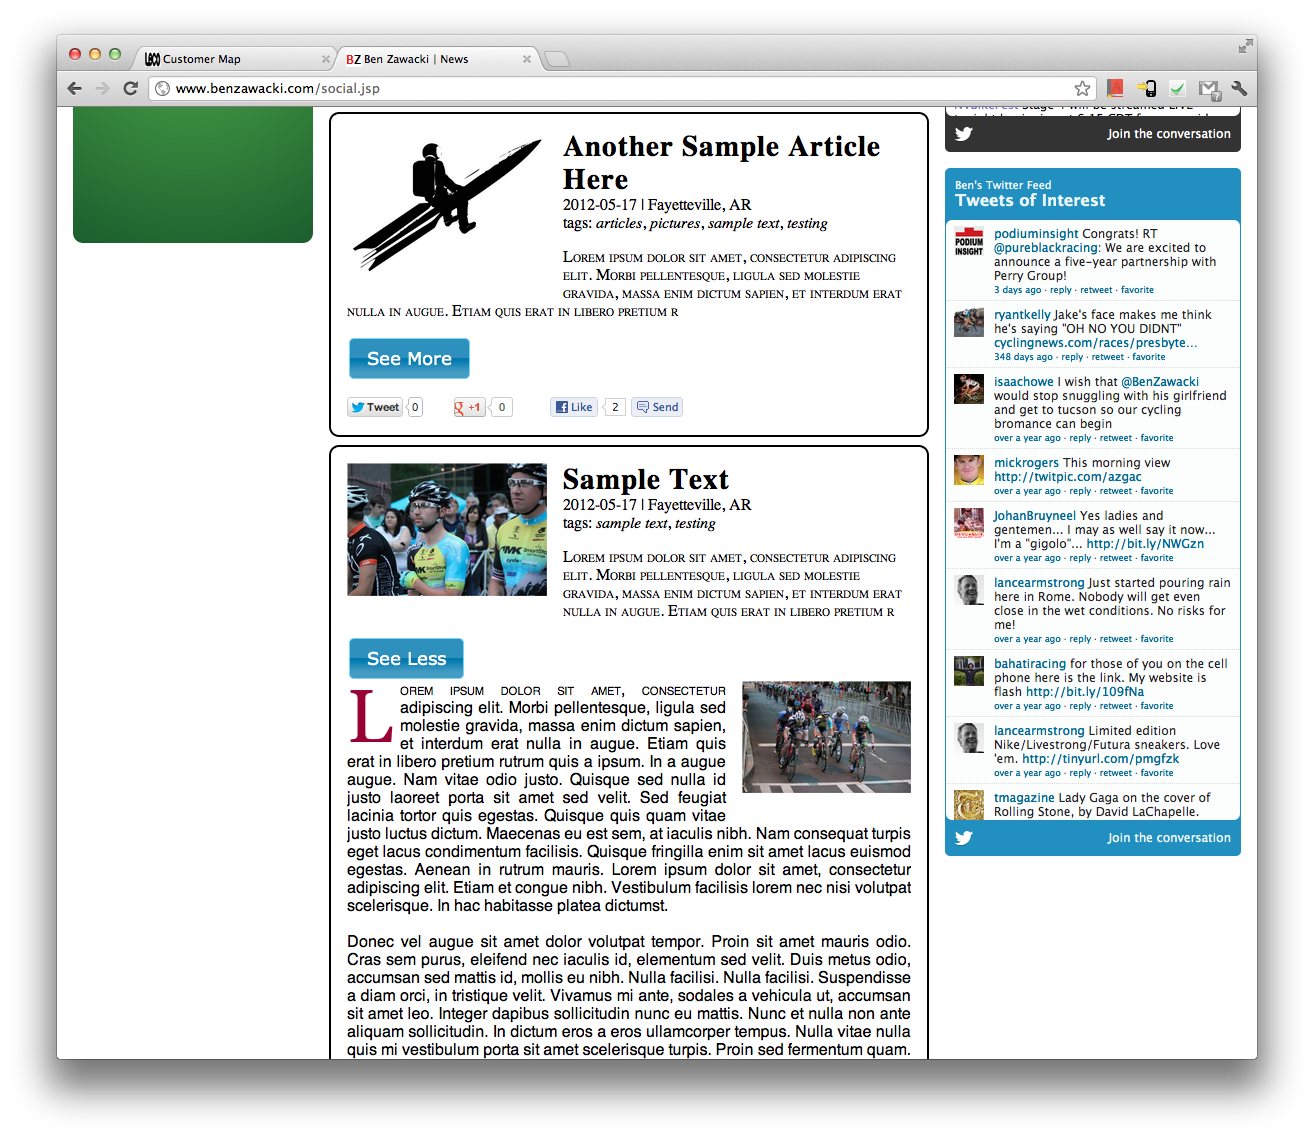 Customer Map
BZ Ben Zawacki | News
www.benzawacki.com/social.jsp
Another Sample Article
Here
2012-05-17 | Fayetteville, AR
tags: articles, pictures, sample text, testing
Lorem ipsum dolor sit amet, consectetur adipiscing
elit. Morbi pellentesque, ligula sed molestie
gravida, massa enim dictum sapien, et interdum erat
nulla in augue. Etiam quis erat in libero pretium r
See More
Tweet 0
+1 0
Like 2
Send
Sample Text
2012-05-17 | Fayetteville, AR
tags: sample text, testing
Lorem ipsum dolor sit amet, consectetur adipiscing
elit. Morbi pellentesque, ligula sed molestie
gravida, massa enim dictum sapien, et interdum erat
nulla in augue. Etiam quis erat in libero pretium r
See Less
Lorem ipsum dolor sit amet, consectetur
adipiscing elit. Morbi pellentesque, ligula sed
molestie gravida, massa enim dictum sapien,
et interdum erat nulla in augue. Etiam quis
erat in libero pretium rutrum quis a ipsum. In a augue
augue. Nam vitae odio justo. Quisque sed nulla id
justo laoreet porta sit amet sed velit. Sed feugiat
lacinia tortor quis egestas. Quisque quis quam vitae
justo luctus dictum. Maecenas eu est sem, at iaculis nibh. Nam consequat turpis
eget lacus condimentum facilisis. Quisque fringilla enim sit amet lacus euismod
egestas. Aenean in rutrum mauris. Lorem ipsum dolor sit amet, consectetur
adipiscing elit. Etiam et congue nibh. Vestibulum facilisis lorem nec nisi volutpat
scelerisque. In hac habitasse platea dictumst.
Donec vel augue sit amet dolor volutpat tempor. Proin sit amet mauris odio.
Cras sem purus, eleifend nec iaculis id, elementum sed velit. Duis metus odio,
accumsan sed mattis id, mollis eu nibh. Nulla facilisi. Nulla facilisi. Suspendisse
a diam orci, in tristique velit. Vivamus mi ante, sodales a vehicula ut, accumsan
sit amet leo. Integer dapibus sollicitudin nunc eu mattis. Nunc et nulla non ante
aliquam sollicitudin. In dictum eros a eros ullamcorper tempus. Nulla vitae nulla
quis mi vestibulum porta sit amet scelerisque turpis. Proin sed fermentum quam.
Join the conversation
Ben's Twitter Feed
Tweets of Interest
PODIUM
INSIGHT
podiuminsight Congrats! RT
@pureblackracing: We are excited to
announce a five-year partnership with
Perry Group!
3 days ago · reply · retweet · favorite
ryantkelly Jake's face makes me think
he's saying "OH NO YOU DIDNT"
cyclingnews.com/races/presbyte…
348 days ago · reply · retweet · favorite
isaachowe I wish that @BenZawacki
would stop snuggling with his girlfriend
and get to tucson so our cycling
bromance can begin
over a year ago · reply · retweet · favorite
mickrogers This morning view
http://twitpic.com/azgac
over a year ago · reply · retweet · favorite
JohanBruyneel Yes ladies and
gentemen... I may as well say it now...
I'm a "gigolo"... http://bit.ly/NWGzn
over a year ago · reply · retweet · favorite
lancearmstrong Just started pouring rain
here in Rome. Nobody will get even
close in the wet conditions. No risks for
me!
over a year ago · reply · retweet · favorite
bahatiracing for those of you on the cell
phone here is the link. My website is
flash http://bit.ly/109fNa
over a year ago · reply · retweet · favorite
lancearmstrong Limited edition
Nike/Livestrong/Futura sneakers. Love
'em. http://tinyurl.com/pmgfzk
over a year ago · reply · retweet · favorite
tmagazine Lady Gaga on the cover of
Rolling Stone, by David LaChapelle.
Join the conversation